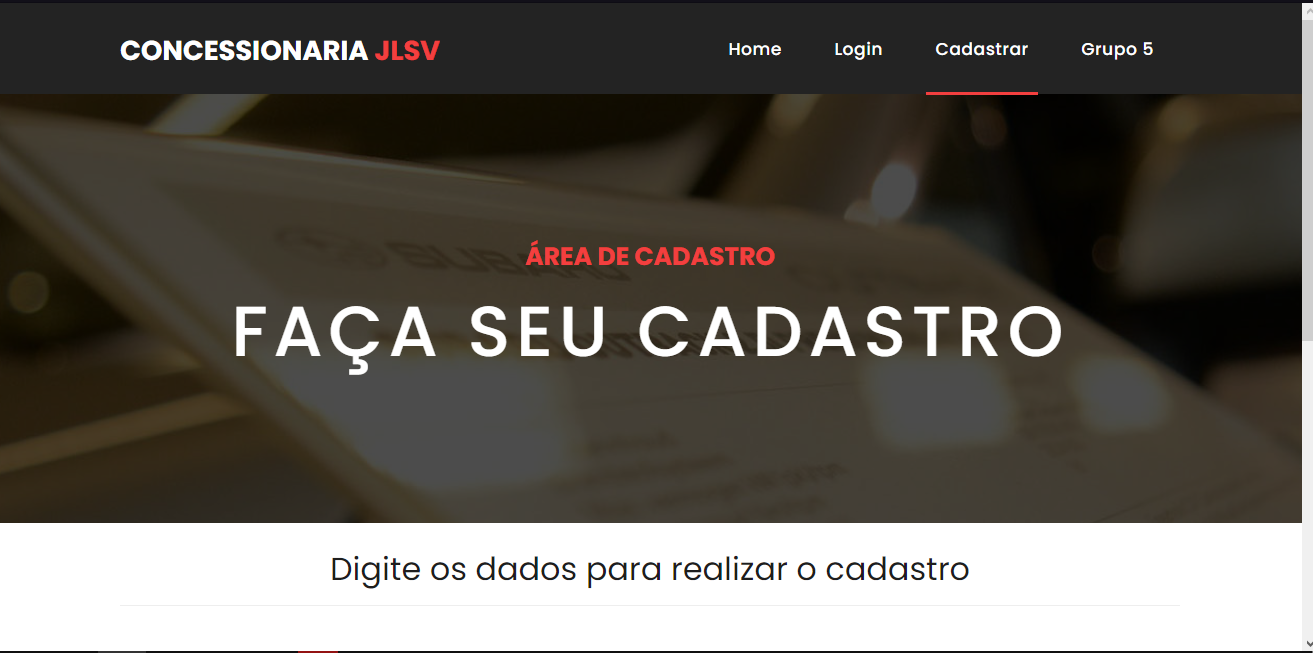 CONCESSIONARIA JLSV
Home Login Cadastrar Grupo 5
ÁREA DE CADASTRO
FAÇA SEU CADASTRO
SUBARU
Digite os dados para realizar o cadastro